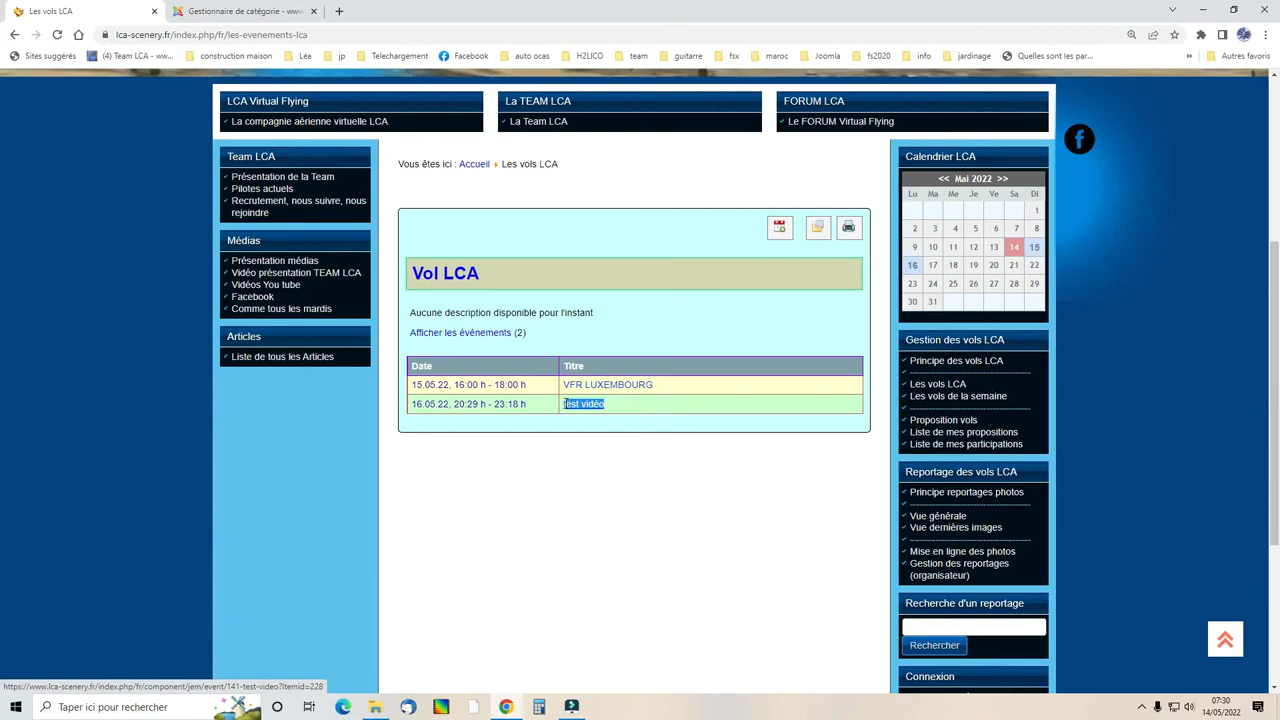 Les vols LCA
Gestionnaire de catégorie - www
lca-scenery.fr/index.php/fr/les-evenements-lca
Sites suggérés
(4) Team LCA - www...
construction maison
Léa
jp
Telechargement
Facebook
auto ocas
H2LICO
team
guitarre
fsx
maroc
Joomla
fs2020
info
jardinage
Quelles sont les par...
»
Autres favoris
LCA Virtual Flying
La TEAM LCA
FORUM LCA
La compagnie aérienne virtuelle LCA
La Team LCA
Le FORUM Virtual Flying
Team LCA
Présentation de la Team
Pilotes actuels
Recrutement, nous suivre, nous
rejoindre
Médias
Présentation médias
Vidéo présentation TEAM LCA
Vidéos You tube
Facebook
Comme tous les mardis
Articles
Liste de tous les Articles
Vous êtes ici : Accueil Les vols LCA
Vol LCA
Aucune description disponible pour l'instant
Afficher les événements (2)
Date Titre
15.05.22, 16:00 h - 18:00 h VFR LUXEMBOURG
16.05.22, 20:29 h - 23:18 h test vidéo
Calendrier LCA
<< Mai 2022 >>
Lu Ma Me Je Ve Sa Di
1
2 3 4 5 6 7 8
9 10 11 12 13 14 15
16 17 18 19 20 21 22
23 24 25 26 27 28 29
30 31
Gestion des vols LCA
Principe des vols LCA
------------------------------
Les vols LCA
Les vols de la semaine
------------------------------
Proposition vols
Liste de mes propositions
Liste de mes participations
Reportage des vols LCA
Principe reportages photos
------------------------------
Vue générale
Vue dernières images
------------------------------
Mise en ligne des photos
Gestion des reportages
(organisateur)
Recherche d'un reportage
Rechercher
Connexion
https://www.lca-scenery.fr/index.php/fr/component/jem/event/141-test-video?Itemid=228
Taper ici pour rechercher
07:30
14/05/2022